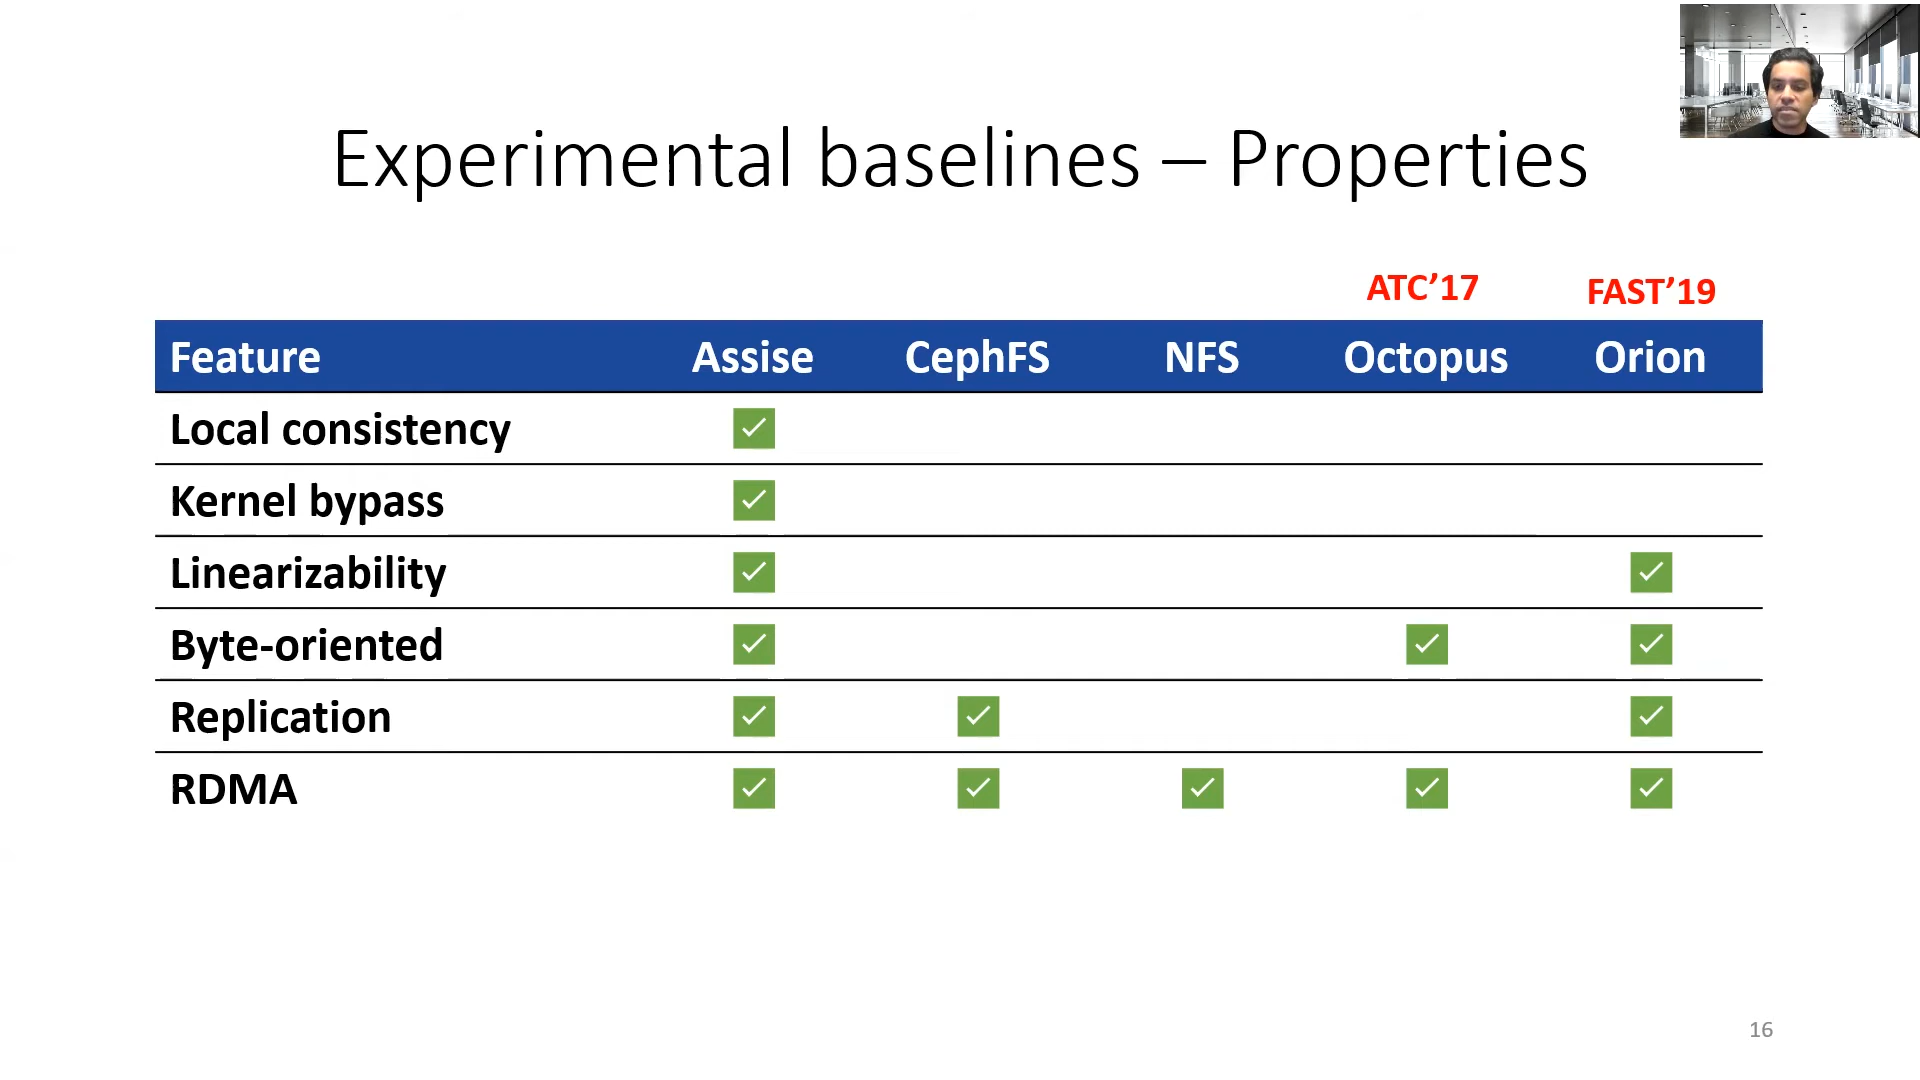 Experimental baselines – Properties
ATC’17 FAST’19
Feature Assise CephFS NFS Octopus Orion
Local consistency
Kernel bypass
Linearizability
Byte-oriented
Replication
RDMA
16